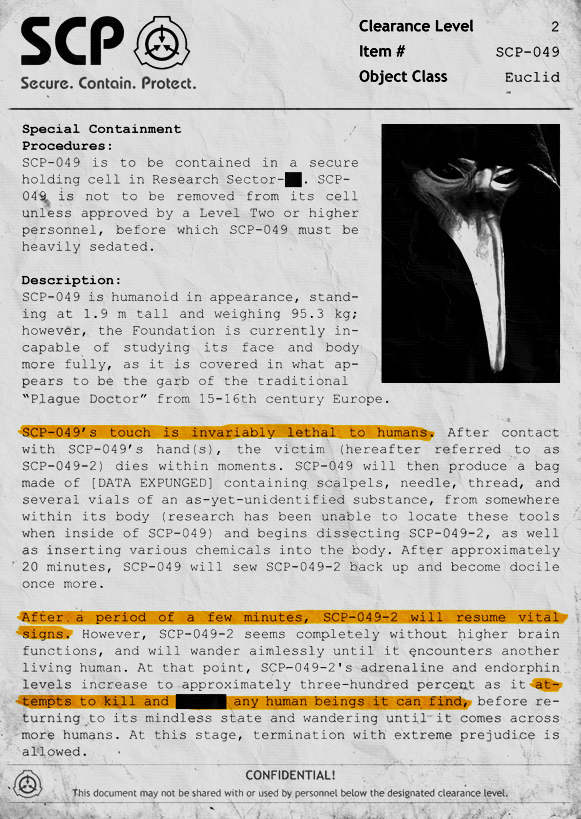 SCP
Secure. Contain. Protect.
Clearance Level 2
Item # SCP-049
Object Class Euclid
Special Containment
Procedures:
SCP-049 is to be contained in a secure
holding cell in Research Sector-██. SCP-
049 is not to be removed from its cell
unless approved by a Level Two or higher
personnel, before which SCP-049 must be
heavily sedated.
Description:
SCP-049 is humanoid in appearance, stand-
ing at 1.9 m tall and weighing 95.3 kg;
however, the Foundation is currently in-
capable of studying its face and body
more fully, as it is covered in what ap-
pears to be the garb of the traditional
“Plague Doctor” from 15-16th century Europe.
SCP-049’s touch is invariably lethal to humans. After contact
with SCP-049’s hand(s), the victim (hereafter referred to as
SCP-049-2) dies within moments. SCP-049 will then produce a bag
made of [DATA EXPUNGED] containing scalpels, needle, thread, and
several vials of an as-yet-unidentified substance, from somewhere
within its body (research has been unable to locate these tools
when inside of SCP-049) and begins dissecting SCP-049-2, as well
as inserting various chemicals into the body. After approximately
20 minutes, SCP-049 will sew SCP-049-2 back up and become docile
once more.
After a period of a few minutes, SCP-049-2 will resume vital
signs. However, SCP-049-2 seems completely without higher brain
functions, and will wander aimlessly until it encounters another
living human. At that point, SCP-049-2's adrenaline and endorphin
levels increase to approximately three-hundred percent as it at-
tempts to kill and █████ any human beings it can find, before re-
turning to its mindless state and wandering until it comes across
more humans. At this stage, termination with extreme prejudice is
allowed.
CONFIDENTIAL!
This document may not be shared with or used by personnel below the designated clearance level.